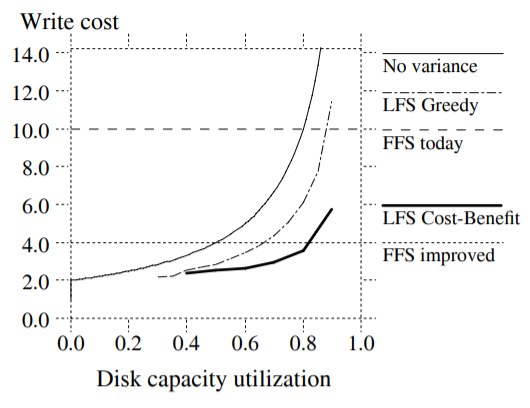 Write cost
14.0
12.0
10.0
8.0
6.0
4.0
2.0
0.0
0.0 0.2 0.4 0.6 0.8 1.0
Disk capacity utilization
No variance
LFS Greedy
FFS today
LFS Cost-Benefit
FFS improved